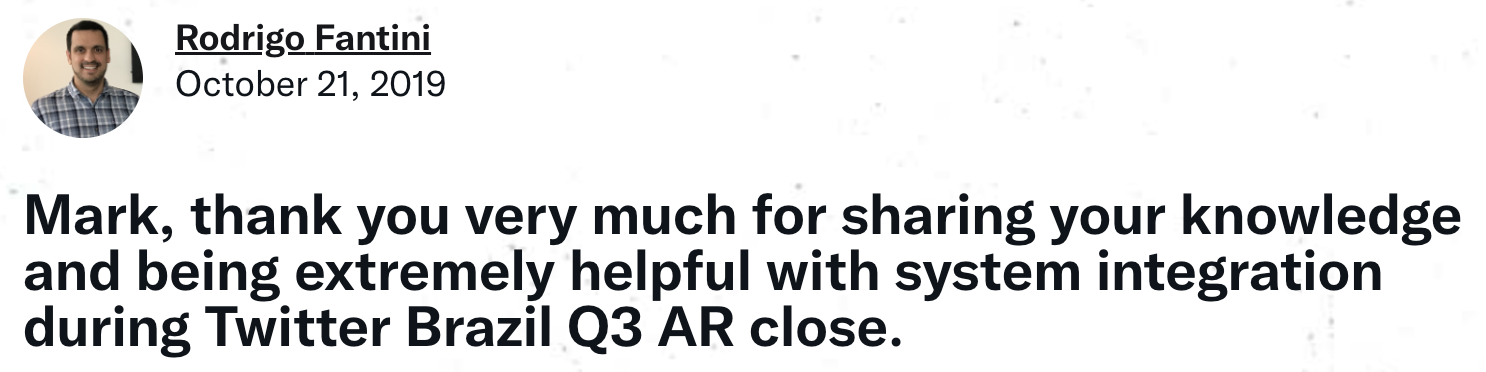 Rodrigo Fantini
October 21, 2019
Mark, thank you very much for sharing your knowledge
and being extremely helpful with system integration
during Twitter Brazil Q3 AR close.